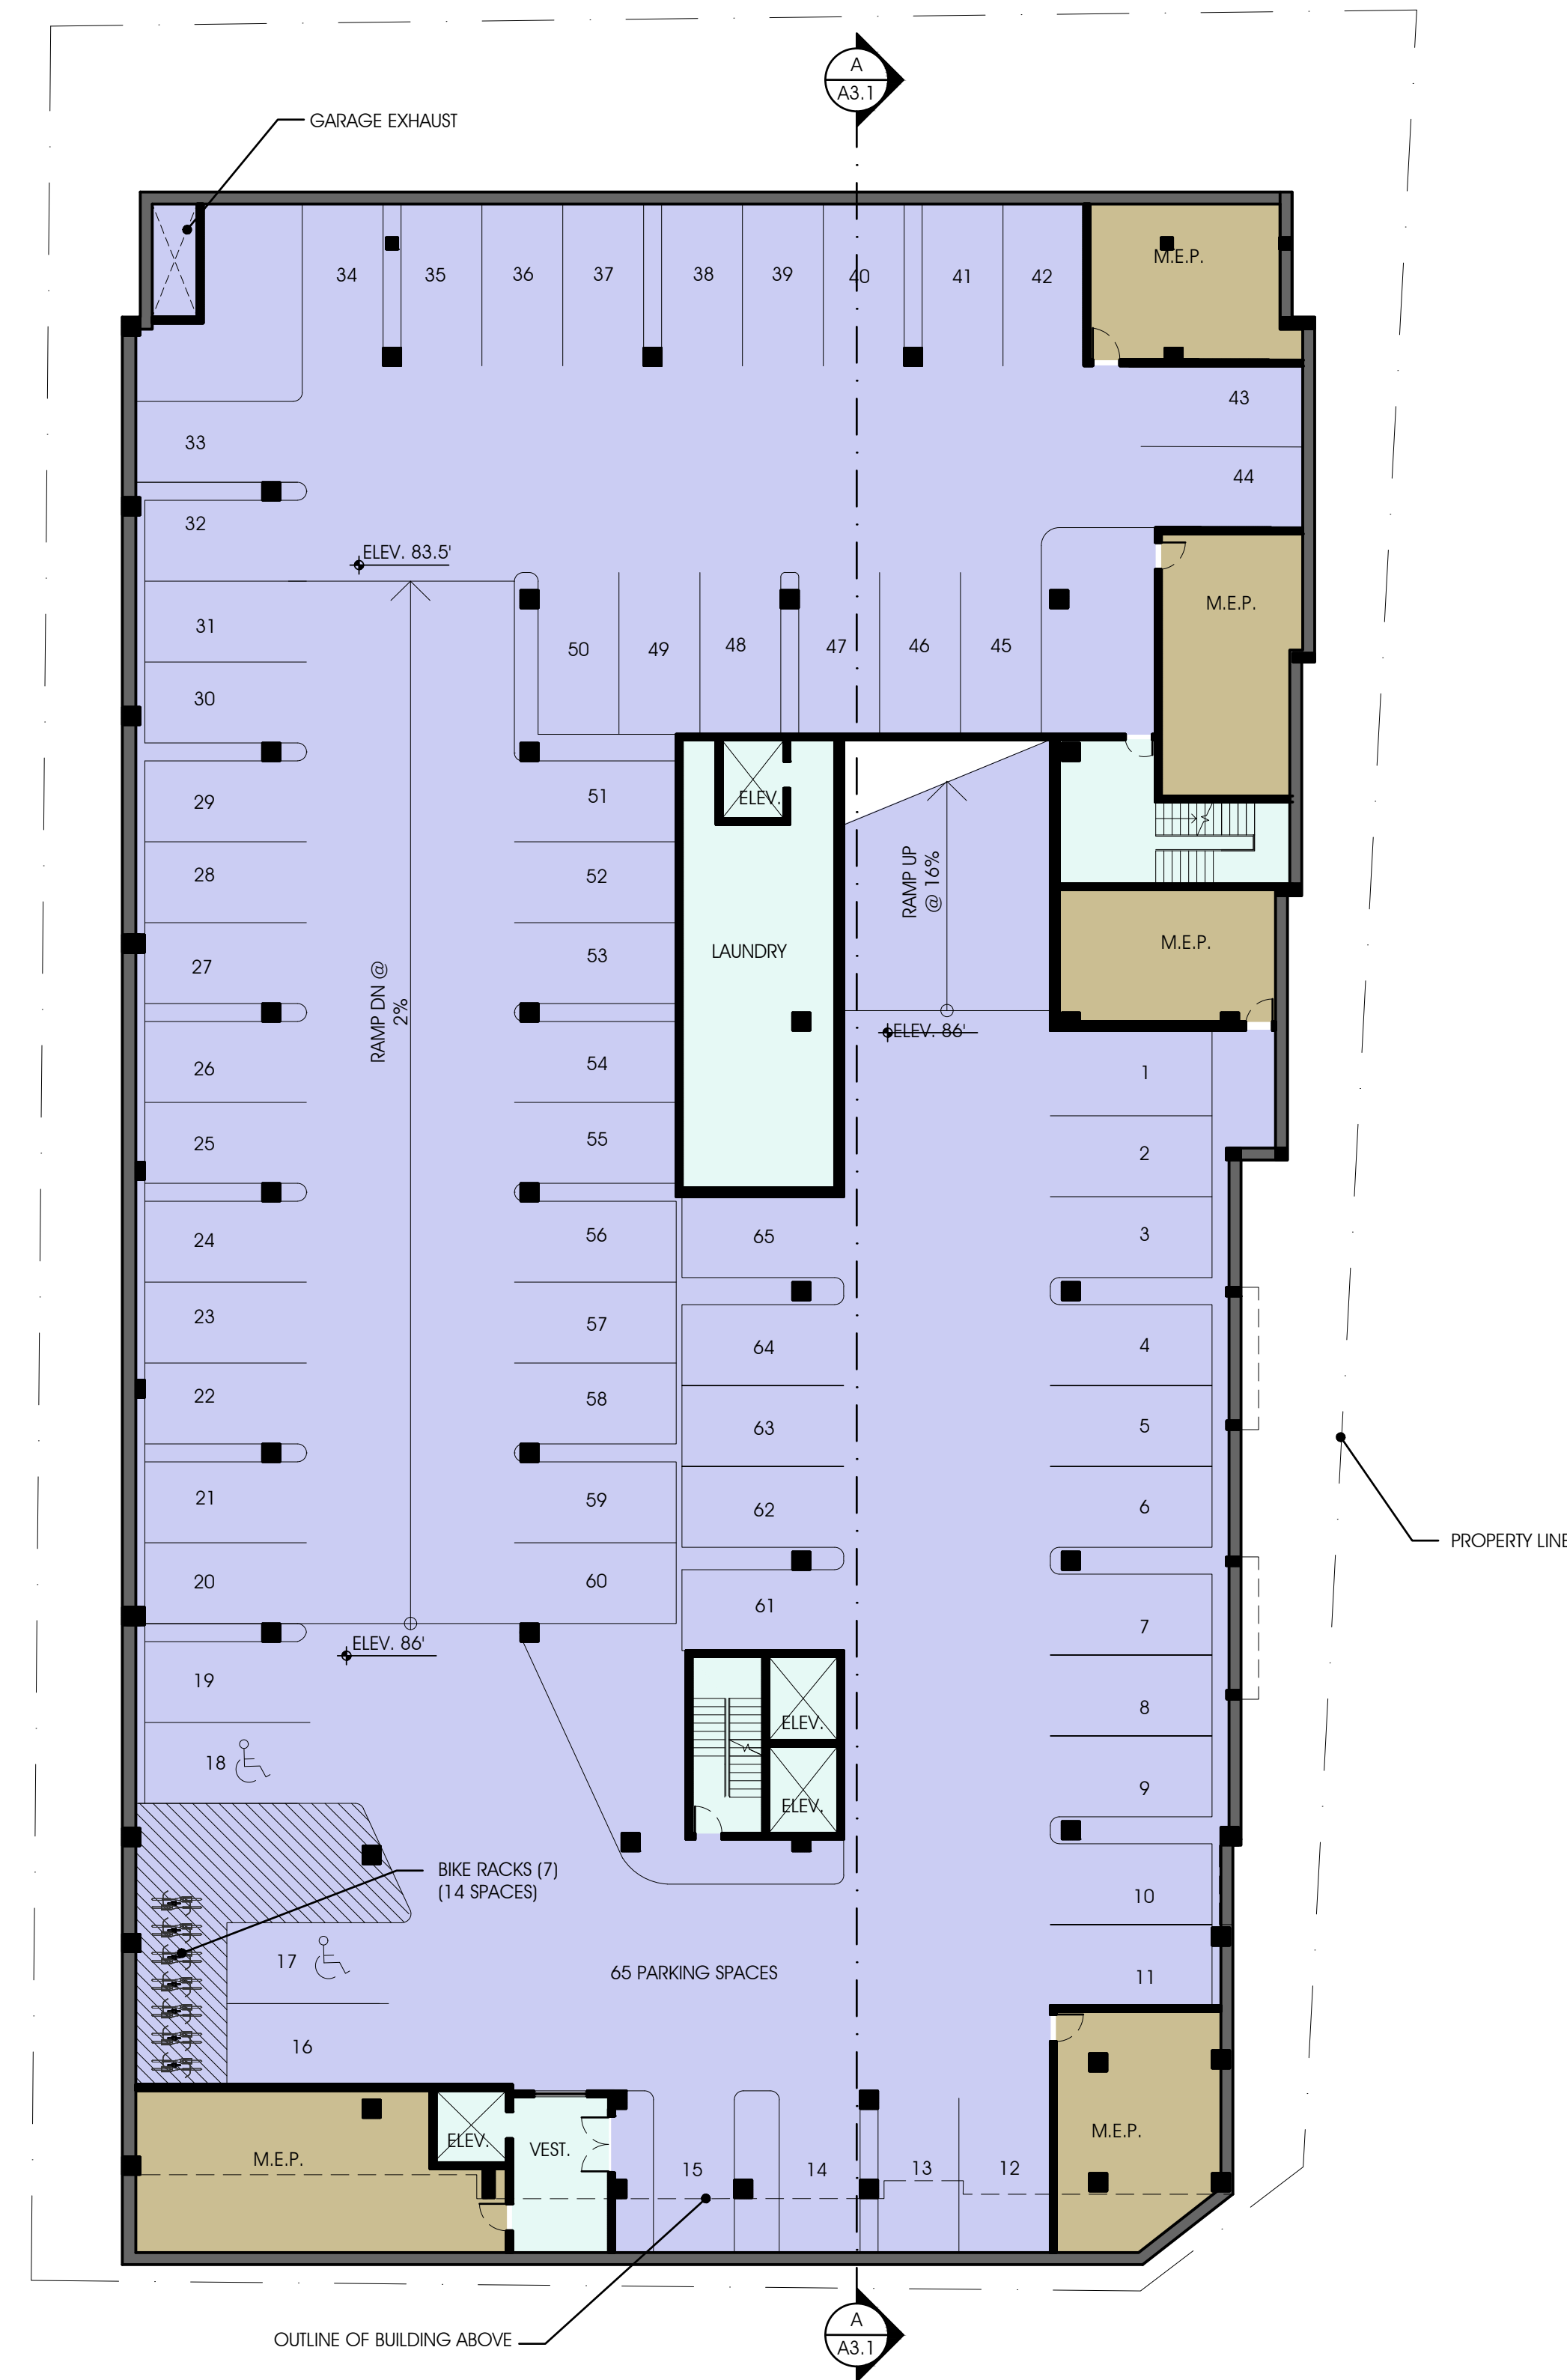 A
A3.1
GARAGE EXHAUST
34
35
36
37
38
39
40
41
42
M.E.P.
43
44
33
32
ELEV. 83.5'
31
30
50
49
48
47
46
45
M.E.P.
29
28
27
26
25
24
23
22
21
20
RAMP DN @
2%
51
52
53
54
55
56
57
58
59
60
ELEV.
LAUNDRY
RAMP UP
@ 16%
ELEV. 86'
M.E.P.
1
2
3
4
5
6
7
8
9
10
11
65
64
63
62
61
PROPERTY LINE
ELEV. 86'
19
18
ELEV.
ELEV.
BIKE RACKS (7)
(14 SPACES)
17
16
65 PARKING SPACES
M.E.P.
ELEV.
VEST.
15
14
13
12
M.E.P.
OUTLINE OF BUILDING ABOVE
A
A3.1